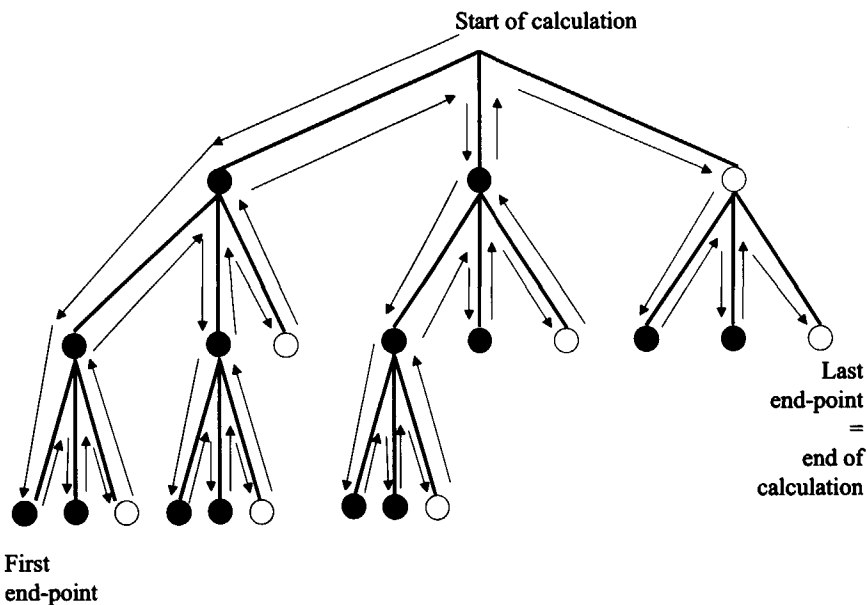 Start of calculation
Last
end-point
=
end of
calculation
First
end-point